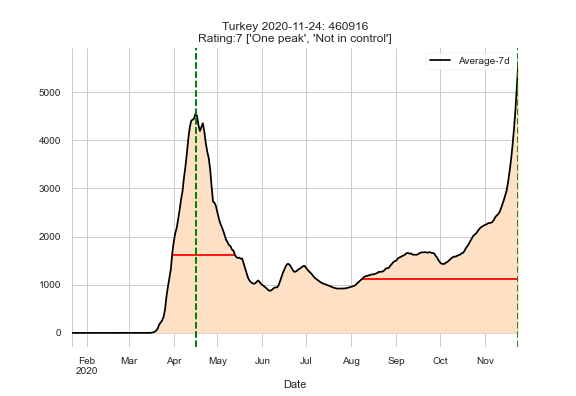 Turkey 2020-11-24: 460916
Rating:7 ['One peak', 'Not in control']
Average-7d
5000
4000
3000
2000
1000
0
Feb
2020
Mar
Apr
May
Jun
Jul
Aug
Sep
Oct
Nov
Date